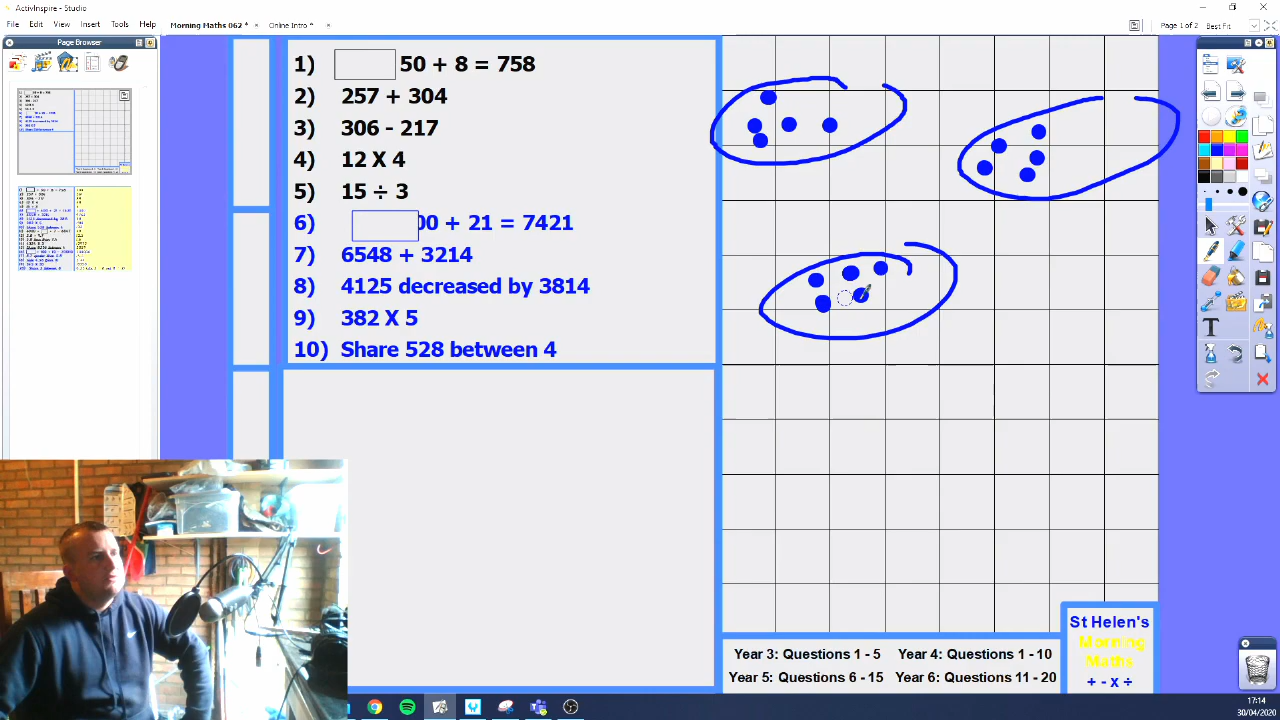 ActivInspire - Studio
File Edit View Insert Tools Help
Morning Maths 062 *
Online Intro *
Page 1 of 2
Best Fit
Page Browser
1) 50 + 8 = 758
2) 257 + 304
3) 306 - 217
4) 12 X 4
5) 15 ÷ 3
6) 00 + 21 = 7421
7) 6548 + 3214
8) 4125 decreased by 3814
9) 382 X 5
10) Share 528 between 4
Year 3: Questions 1 - 5 Year 4: Questions 1 - 10
Year 5: Questions 6 - 15 Year 6: Questions 11 - 20
St Helen's
Morning
Maths
+ - x ÷
17:14
30/04/2020